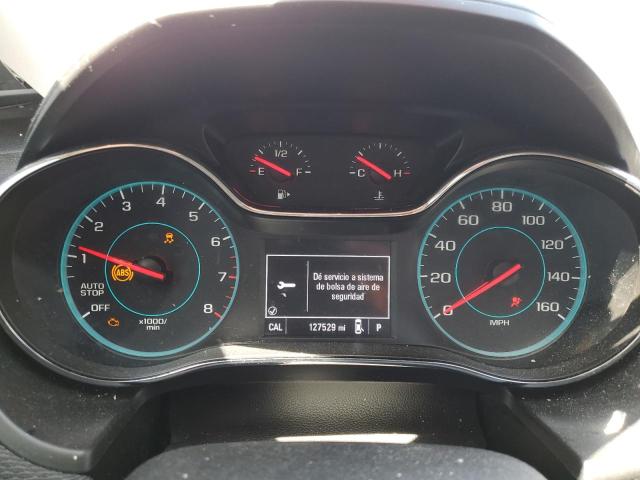 1/2
E F
C H
1 2 3 4 5 6 7 8
AUTO
STOP
OFF
ABS
x1000/
min
Dé servicio a sistema
de bolsa de aire de
seguridad
CAL 127529 mi P
0 20 40 60 80 100 120 140 160
MPH